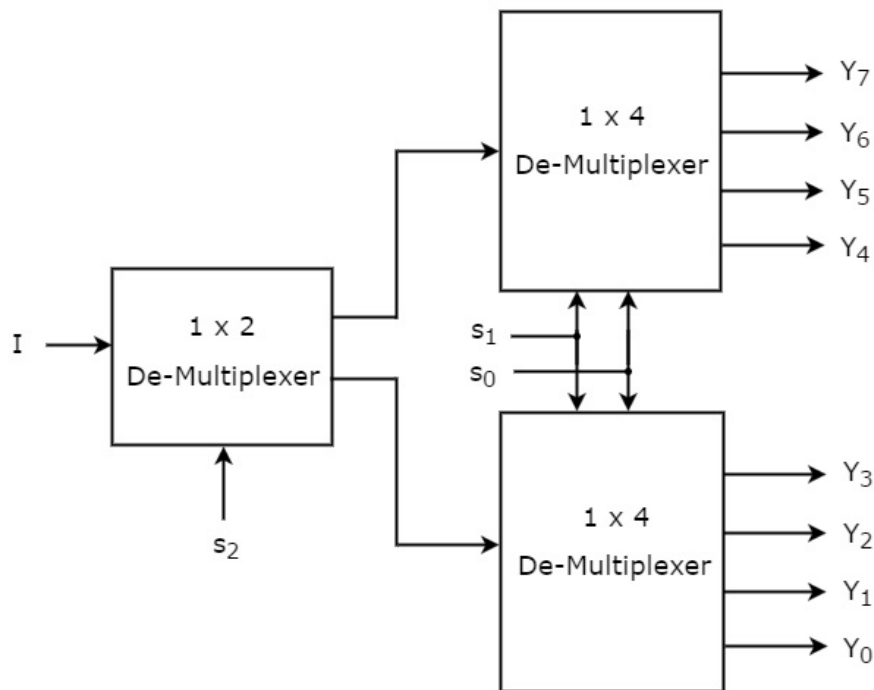 1 x 4
De-Multiplexer
Y₇
Y₆
Y₅
Y₄
I
1 x 2
De-Multiplexer
s₂
s₁
s₀
1 x 4
De-Multiplexer
Y₃
Y₂
Y₁
Y₀